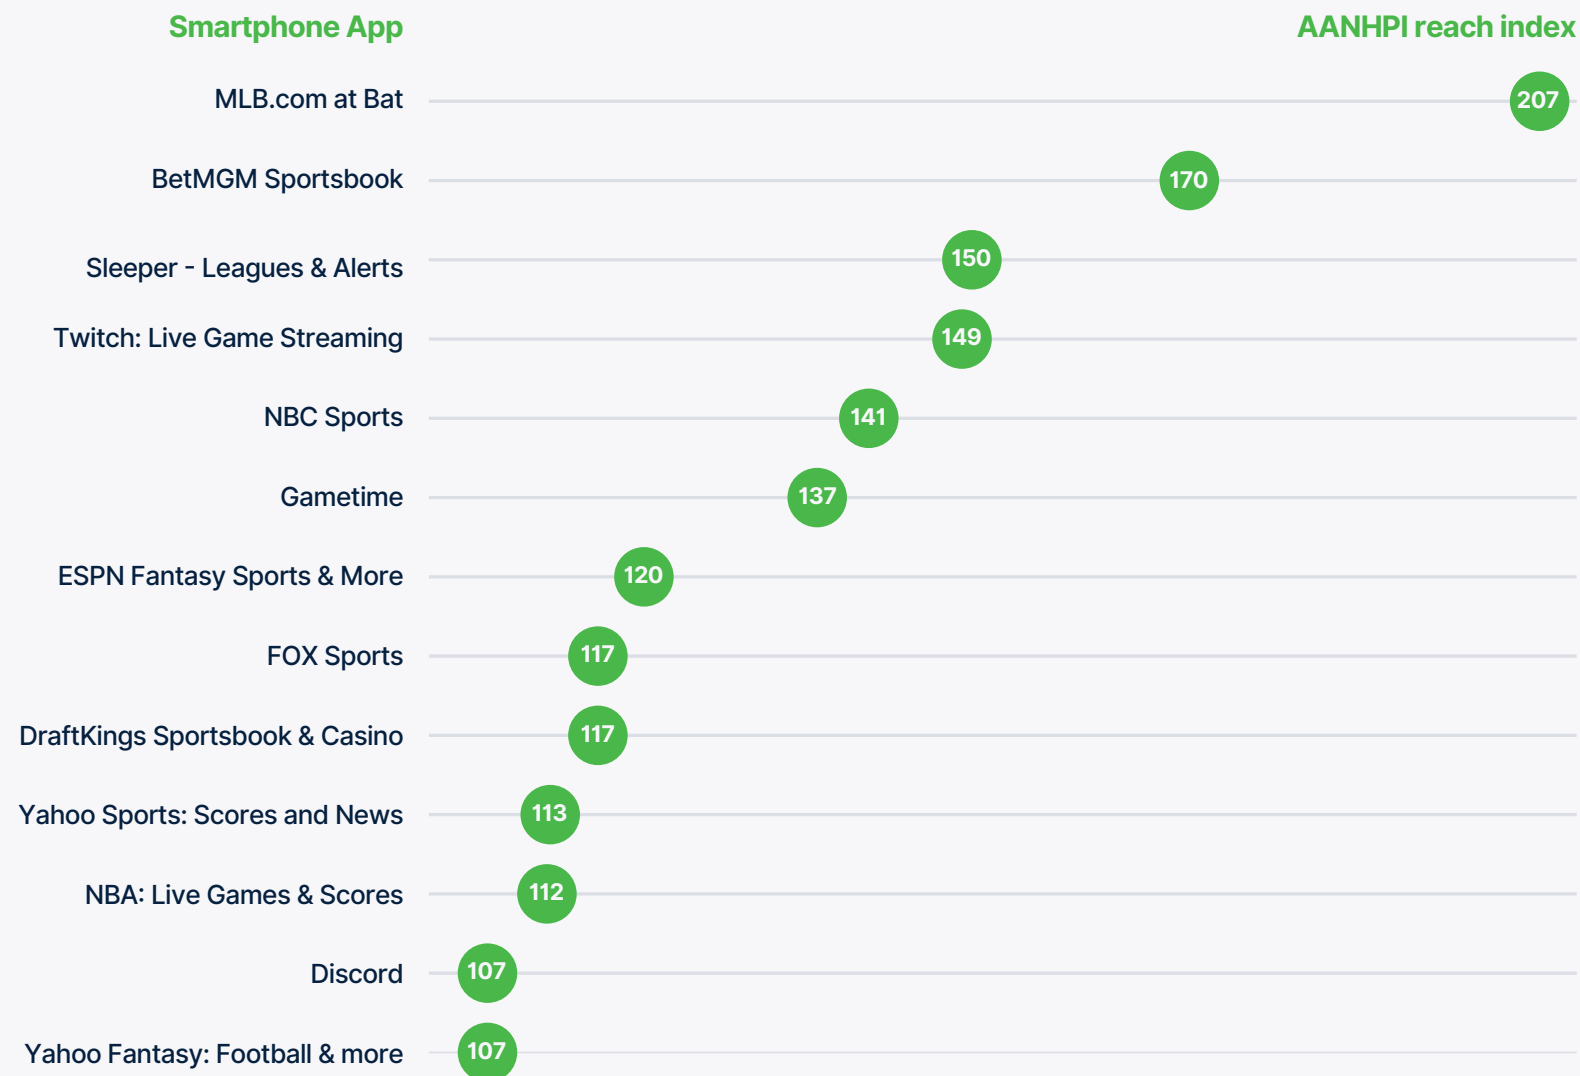 Smartphone App AANHPI reach index
MLB.com at Bat 207
BetMGM Sportsbook 170
Sleeper - Leagues & Alerts 150
Twitch: Live Game Streaming 149
NBC Sports 141
Gametime 137
ESPN Fantasy Sports & More 120
FOX Sports 117
DraftKings Sportsbook & Casino 117
Yahoo Sports: Scores and News 113
NBA: Live Games & Scores 112
Discord 107
Yahoo Fantasy: Football & more 107